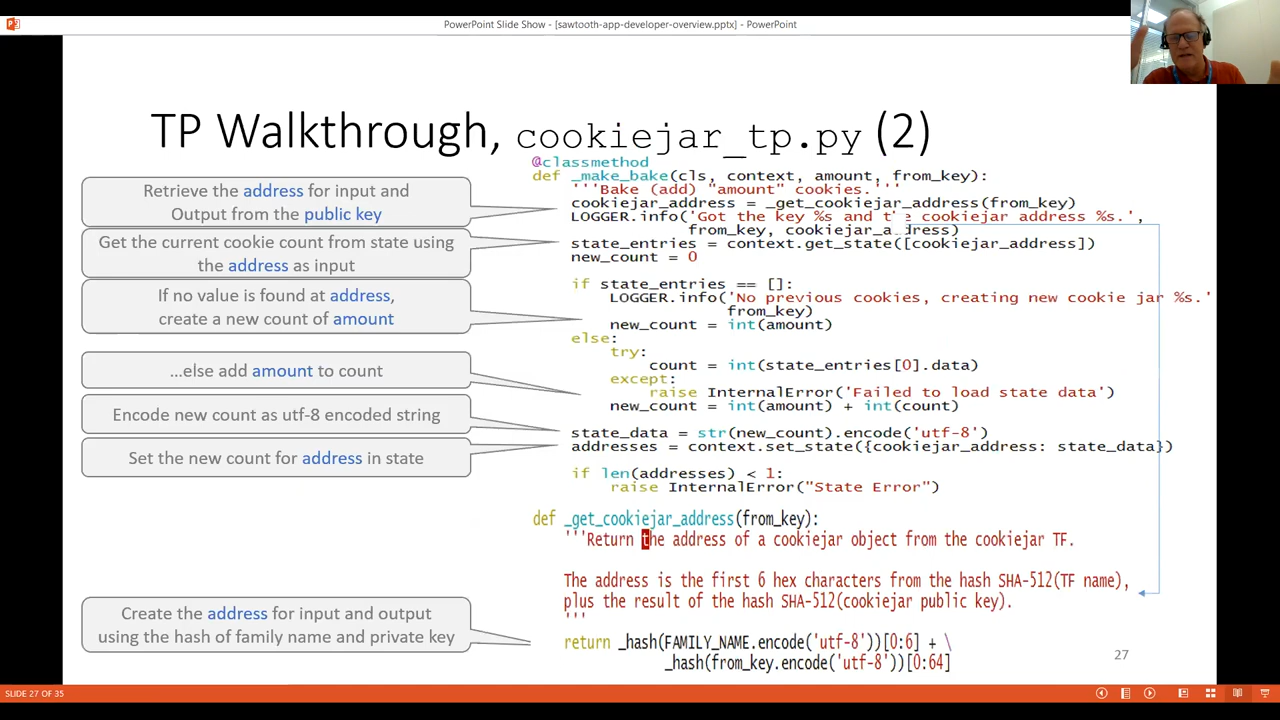 PowerPoint Slide Show - [sawtooth-app-developer-overview.pptx] - PowerPoint
TP Walkthrough, cookiejar_tp.py (2)
Retrieve the address for input and
Output from the public key
Get the current cookie count from state using
the address as input
If no value is found at address,
create a new count of amount
...else add amount to count
Encode new count as utf-8 encoded string
Set the new count for address in state
Create the address for input and output
using the hash of family name and private key
@classmethod
def _make_bake(cls, context, amount, from_key):
'''Bake (add) "amount" cookies.'''
cookiejar_address = _get_cookiejar_address(from_key)
LOGGER.info('Got the key %s and the cookiejar address %s.',
from_key, cookiejar_address)
state_entries = context.get_state([cookiejar_address])
new_count = 0
if state_entries == []:
LOGGER.info('No previous cookies, creating new cookie jar %s.'
from_key)
new_count = int(amount)
else:
try:
count = int(state_entries[0].data)
except:
raise InternalError('Failed to load state data')
new_count = int(amount) + int(count)
state_data = str(new_count).encode('utf-8')
addresses = context.set_state({cookiejar_address: state_data})
if len(addresses) < 1:
raise InternalError("State Error")
def _get_cookiejar_address(from_key):
'''Return the address of a cookiejar object from the cookiejar TF.
The address is the first 6 hex characters from the hash SHA-512(TF name),
plus the result of the hash SHA-512(cookiejar public key).
'''
return _hash(FAMILY_NAME.encode('utf-8'))[0:6] + \
_hash(from_key.encode('utf-8'))[0:64]
27
SLIDE 27 OF 35